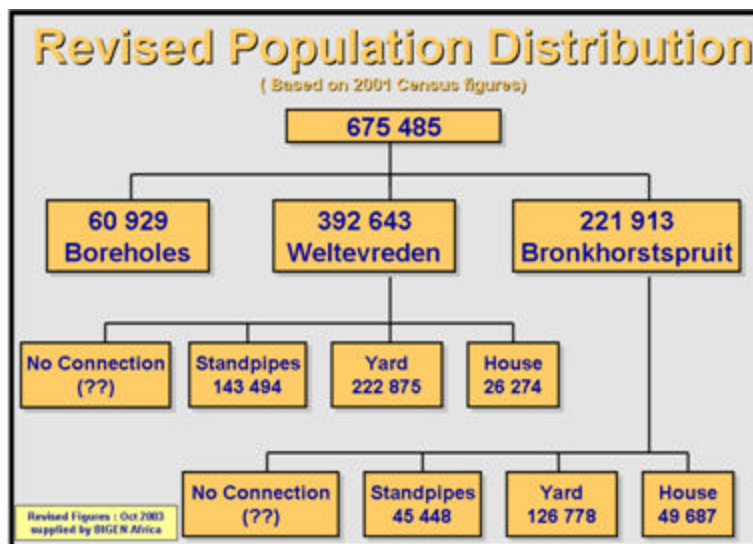 Revised Population Distribution
( Based on 2001 Census figures)
675 485
60 929
Boreholes
392 643
Weltevreden
221 913
Bronkhorstspruit
No Connection
(??)
Standpipes
143 494
Yard
222 875
House
26 274
No Connection
(??)
Standpipes
45 448
Yard
126 778
House
49 687
Revised Figures : Oct 2003
supplied by BIGEN Africa